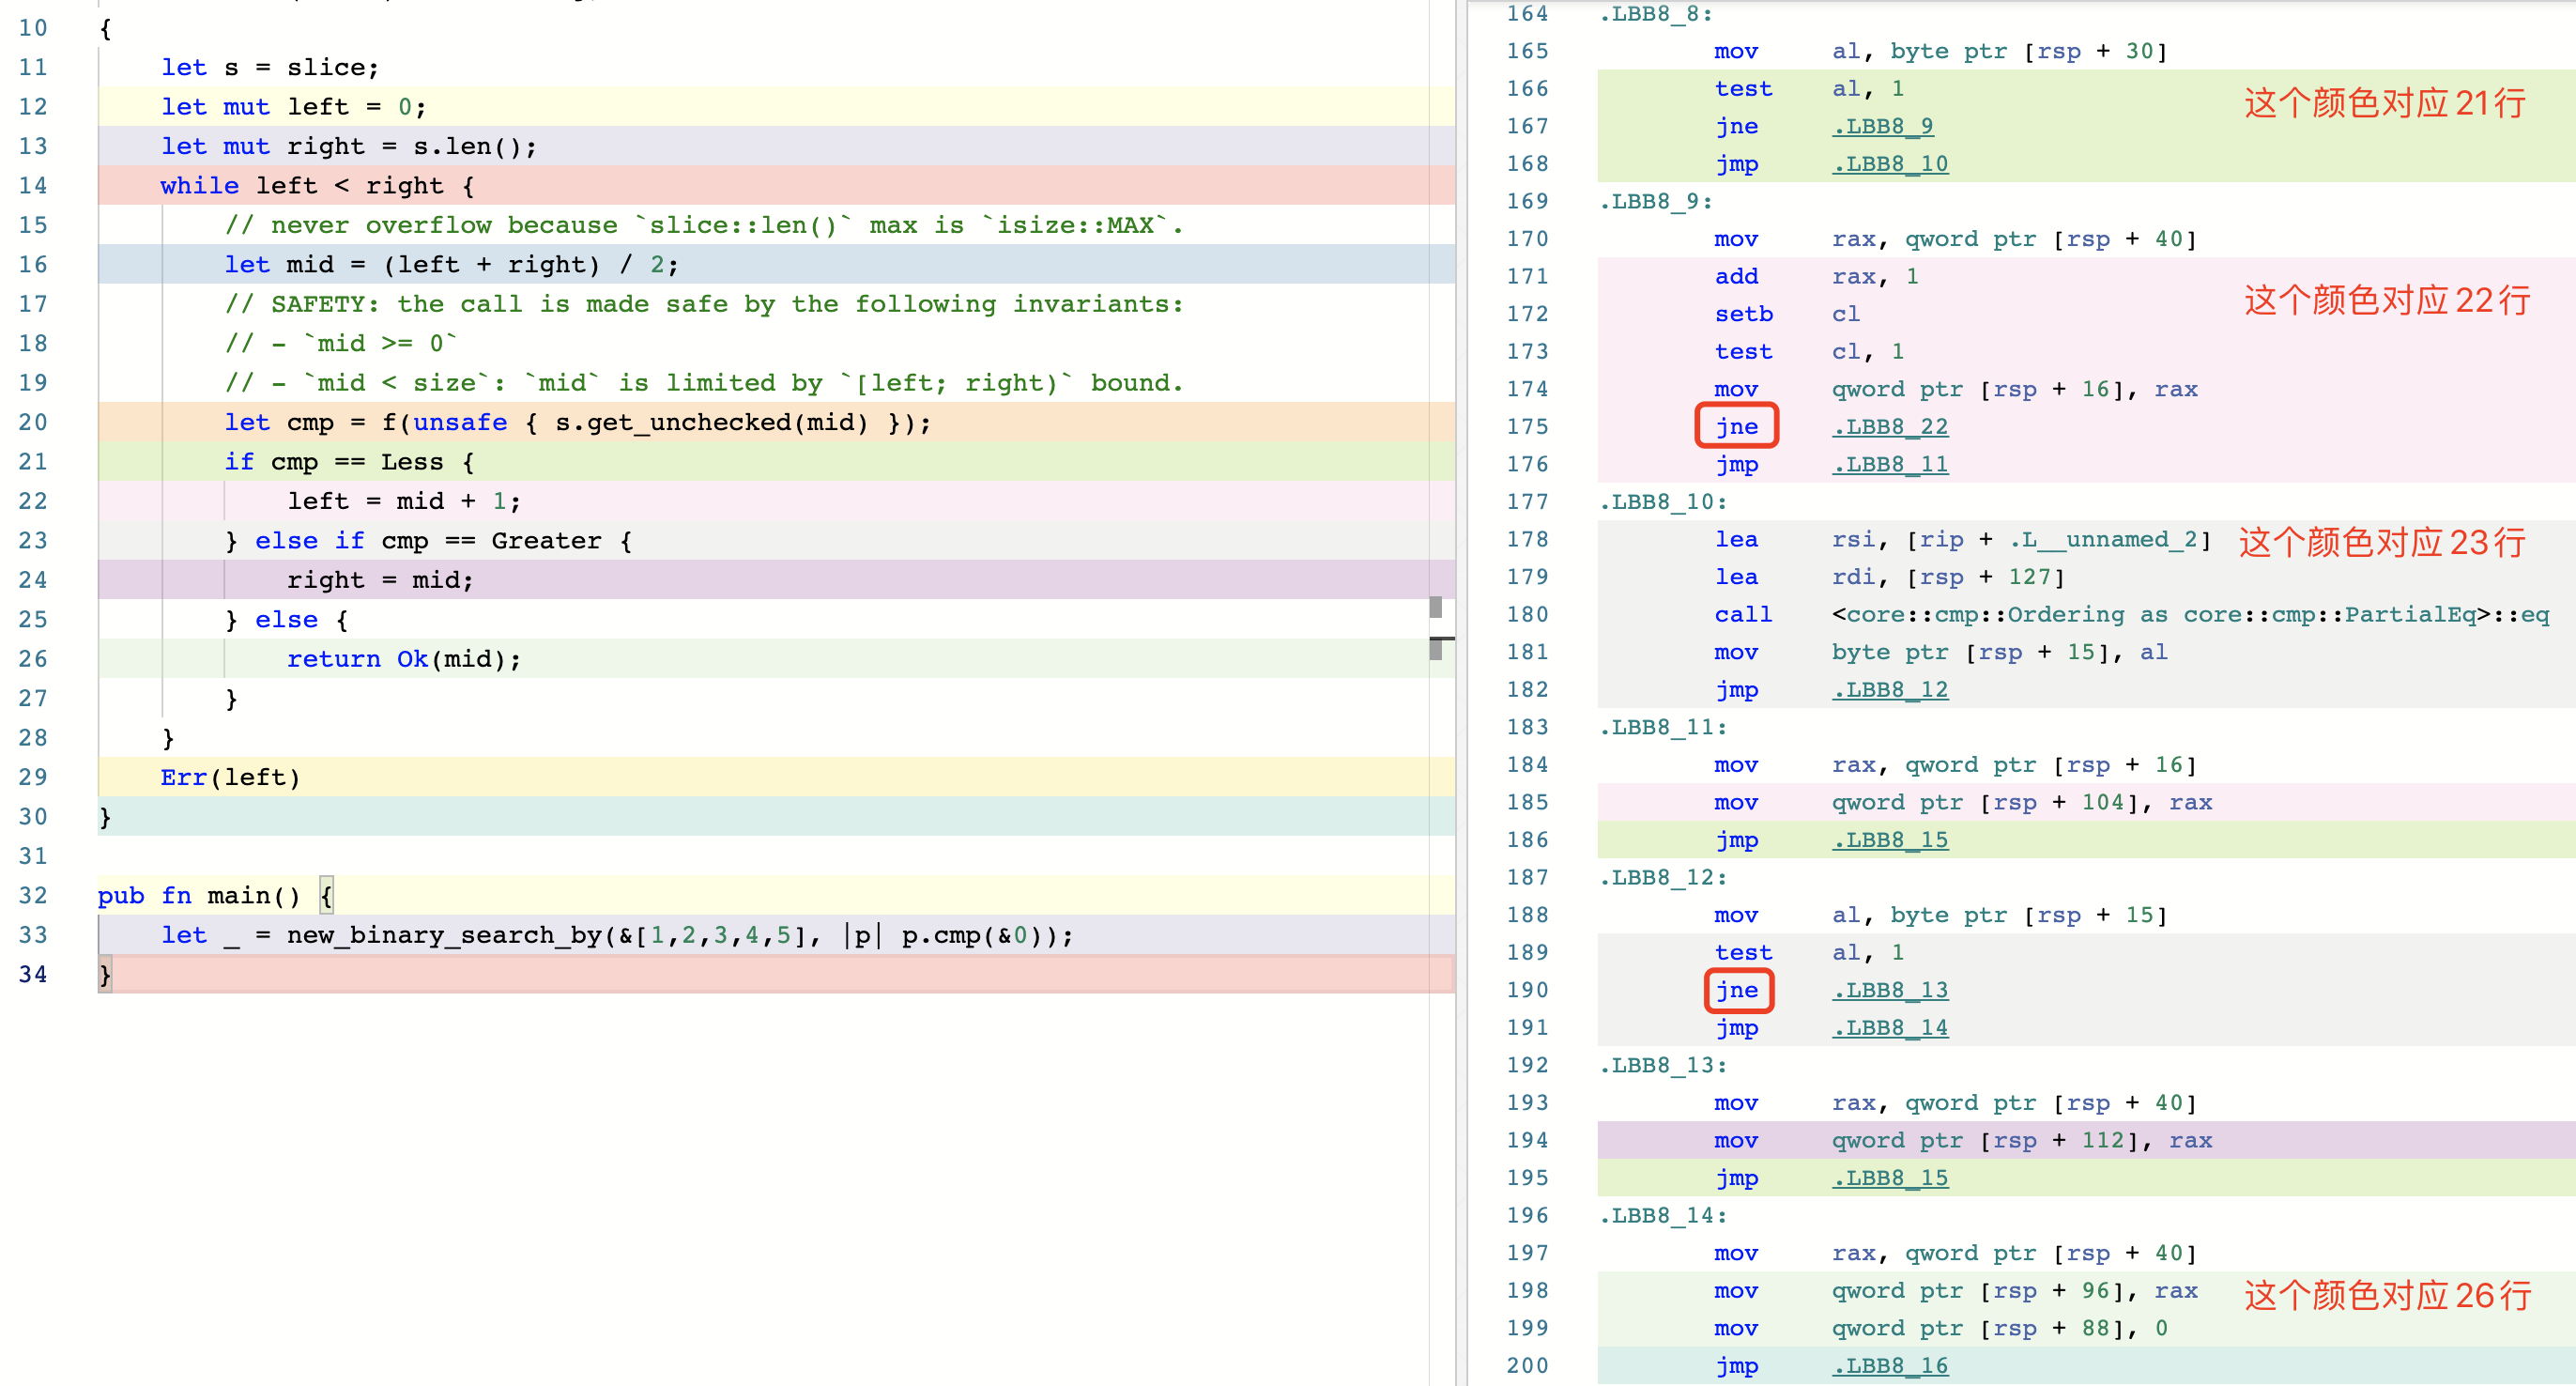 10 {
11     let s = slice;
12     let mut left = 0;
13     let mut right = s.len();
14     while left < right {
15         // never overflow because `slice::len()` max is `isize::MAX`.
16         let mid = (left + right) / 2;
17         // SAFETY: the call is made safe by the following invariants:
18         // - `mid >= 0`
19         // - `mid < size`: `mid` is limited by `[left; right)` bound.
20         let cmp = f(unsafe { s.get_unchecked(mid) });
21         if cmp == Less {
22             left = mid + 1;
23         } else if cmp == Greater {
24             right = mid;
25         } else {
26             return Ok(mid);
27         }
28     }
29     Err(left)
30 }
31
32 pub fn main() {
33     let _ = new_binary_search_by(&[1,2,3,4,5], |p| p.cmp(&0));
34 }
164 .LBB8_8:
165         mov     al, byte ptr [rsp + 30]
166         test    al, 1 这个颜色对应21行
167         jne     .LBB8_9
168         jmp     .LBB8_10
169 .LBB8_9:
170         mov     rax, qword ptr [rsp + 40]
171         add     rax, 1
172         setb    cl 这个颜色对应22行
173         test    cl, 1
174         mov     qword ptr [rsp + 16], rax
175         jne     .LBB8_22
176         jmp     .LBB8_11
177 .LBB8_10:
178         lea     rsi, [rip + .L__unnamed_2] 这个颜色对应23行
179         lea     rdi, [rsp + 127]
180         call    <core::cmp::Ordering as core::cmp::PartialEq>::eq
181         mov     byte ptr [rsp + 15], al
182         jmp     .LBB8_12
183 .LBB8_11:
184         mov     rax, qword ptr [rsp + 16]
185         mov     qword ptr [rsp + 104], rax
186         jmp     .LBB8_15
187 .LBB8_12:
188         mov     al, byte ptr [rsp + 15]
189         test    al, 1
190         jne     .LBB8_13
191         jmp     .LBB8_14
192 .LBB8_13:
193         mov     rax, qword ptr [rsp + 40]
194         mov     qword ptr [rsp + 112], rax
195         jmp     .LBB8_15
196 .LBB8_14:
197         mov     rax, qword ptr [rsp + 40]
198         mov     qword ptr [rsp + 96], rax 这个颜色对应26行
199         mov     qword ptr [rsp + 88], 0
200         jmp     .LBB8_16